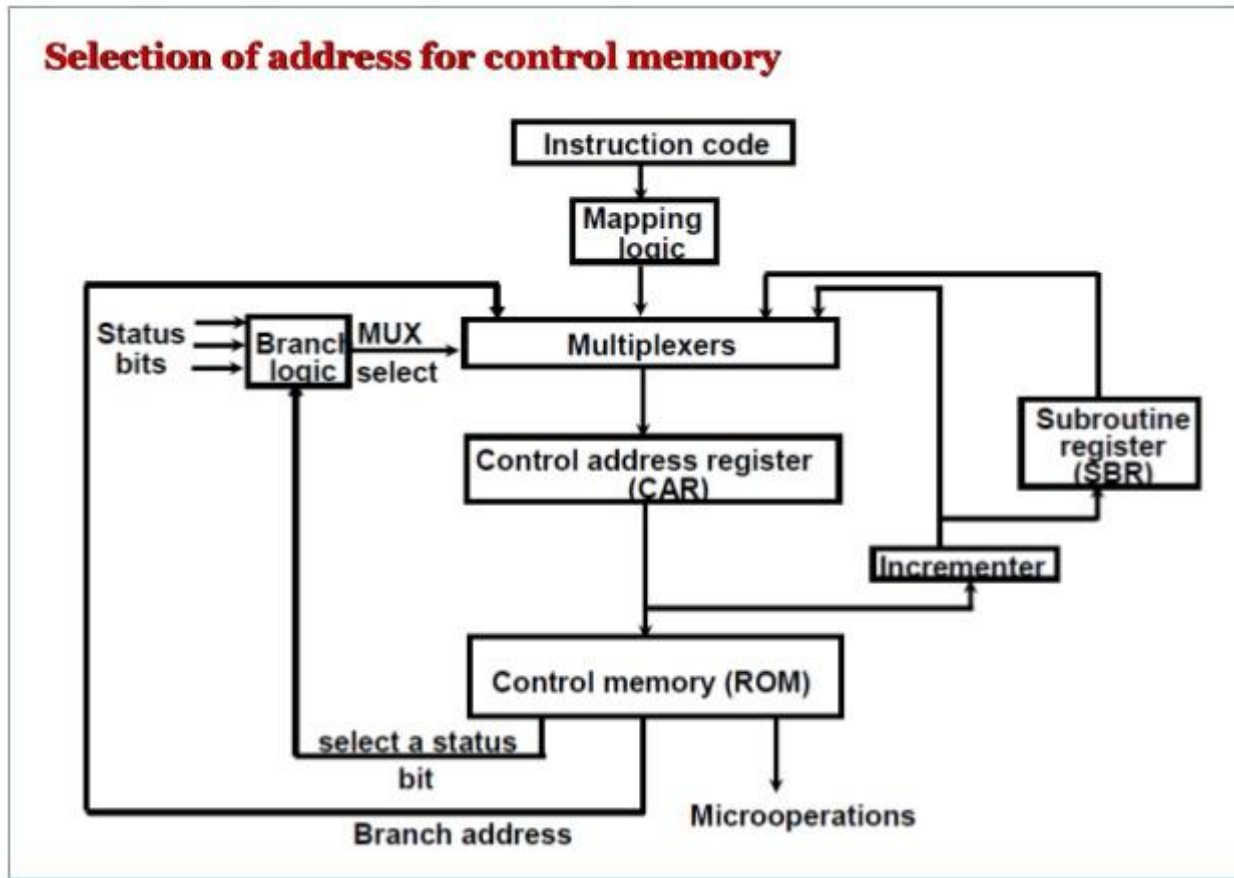 Selection of address for control memory
Instruction code
Mapping
logic
Status
bits
Branch
logic
MUX
select
Multiplexers
Subroutine
register
(SBR)
Control address register
(CAR)
Incrementer
Control memory (ROM)
select a status
bit
Microoperations
Branch address